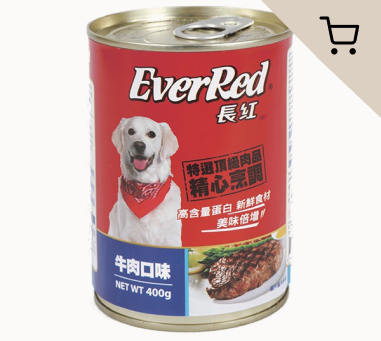 EverRed
長紅
特選頂級肉品
精心烹調
高含量蛋白 新鮮食材
美味倍增!!
牛肉口味
NET WT 400g